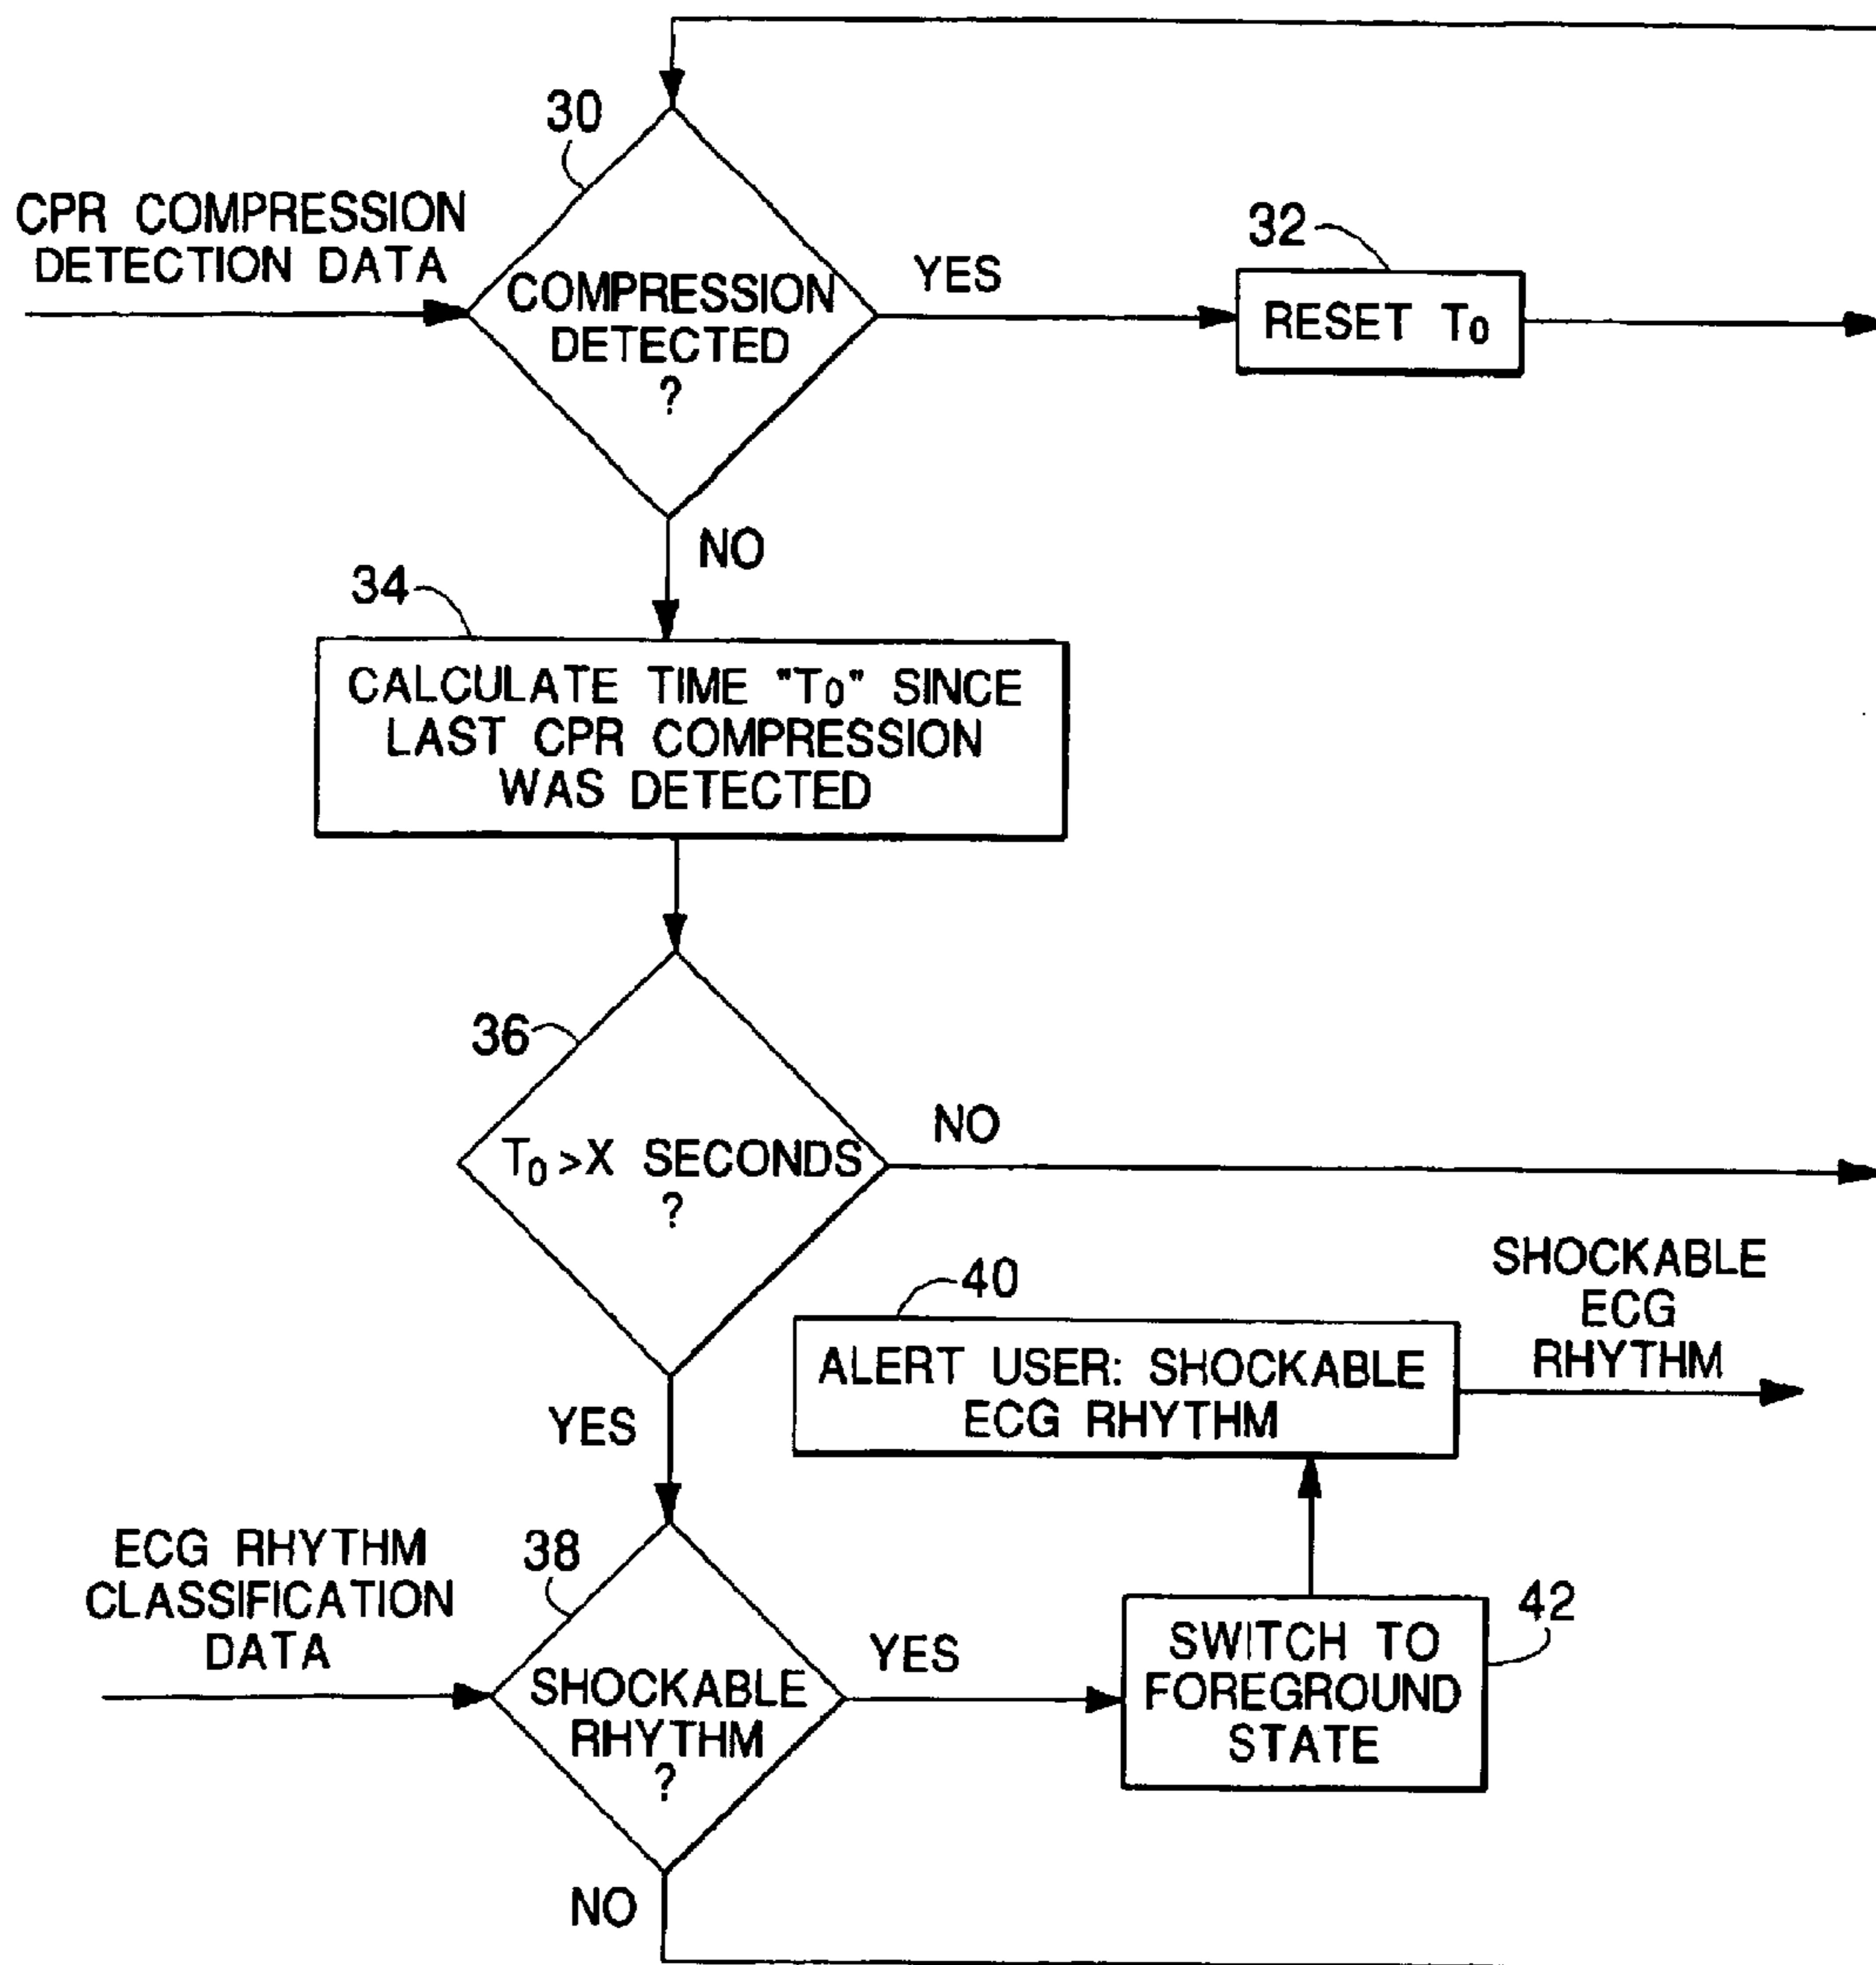 30
CPR COMPRESSION
DETECTION DATA
COMPRESSION
DETECTED
?
YES
32
RESET T0
NO
34
CALCULATE TIME "T0" SINCE
LAST CPR COMPRESSION
WAS DETECTED
36
T0 >X SECONDS
?
NO
YES
40
ALERT USER: SHOCKABLE
ECG RHYTHM
SHOCKABLE
ECG
RHYTHM
ECG RHYTHM
CLASSIFICATION
DATA
38
SHOCKABLE
RHYTHM
?
YES
SWITCH TO
FOREGROUND
STATE
42
NO